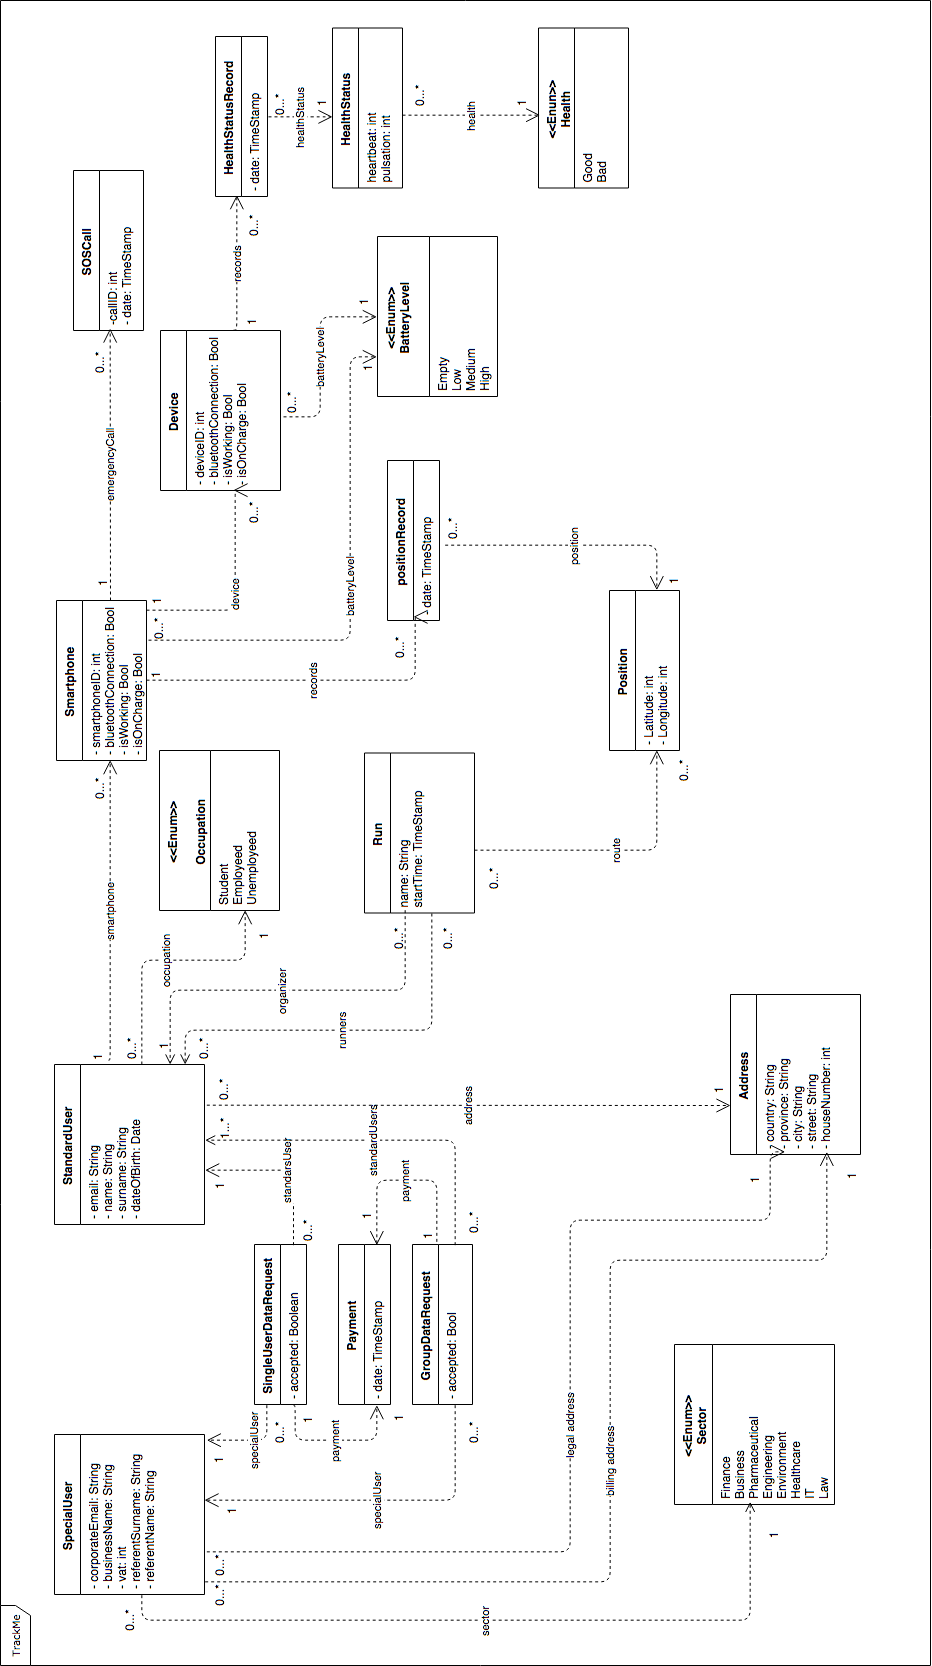 TrackMe
SpecialUser
- corporateEmail: String
- businessName: String
- vat: int
- referentSurname: String
- referentName: String
0...*
sector
1
<<Enum>>
Sector
Finance
Business
Pharmaceutical
Engineering
Environment
Healthcare
IT
Law
0...*
billing address
1
0...*
legal address
1
1
specialUser
0...*
1
specialUser
0...*
SingleUserDataRequest
- accepted: Boolean
1
payment
1
Payment
- date: TimeStamp
GroupDataRequest
- accepted: Bool
1
payment
1
0...*
standarsUser
1
0...*
standardUsers
1...*
StandardUser
- email: String
- name: String
- surname: String
- dateOfBirth: Date
0...*
address
1
Address
- country: String
- province: String
- city: String
- street: String
- houseNumber: int
1
smartphone
0...*
0...*
occupation
1
<<Enum>>
Occupation
Student
Employeed
Unemployeed
1
organizer
0...*
0...*
runners
0...*
Run
name: String
startTime: TimeStamp
0...*
route
0...*
Position
- Latitude: int
- Longitude: int
Smartphone
- smartphoneID: int
- bluetoothConnection: Bool
- isWorking: Bool
- isOnCharge: Bool
1
emergencyCall
0...*
SOSCall
-callID: int
- date: TimeStamp
1
device
0...*
0...*
batteryLevel
1
1
records
0...*
positionRecord
- date: TimeStamp
0...*
position
1
Device
- deviceID: int
- bluetoothConnection: Bool
- isWorking: Bool
- isOnCharge: Bool
0...*
batteryLevel
1
<<Enum>>
BatteryLevel
Empty
Low
Medium
High
1
records
0...*
HealthStatusRecord
- date: TimeStamp
0...*
healthStatus
1
HealthStatus
heartbeat: int
pulsation: int
0...*
health
1
<<Enun>>
Health
Good
Bad